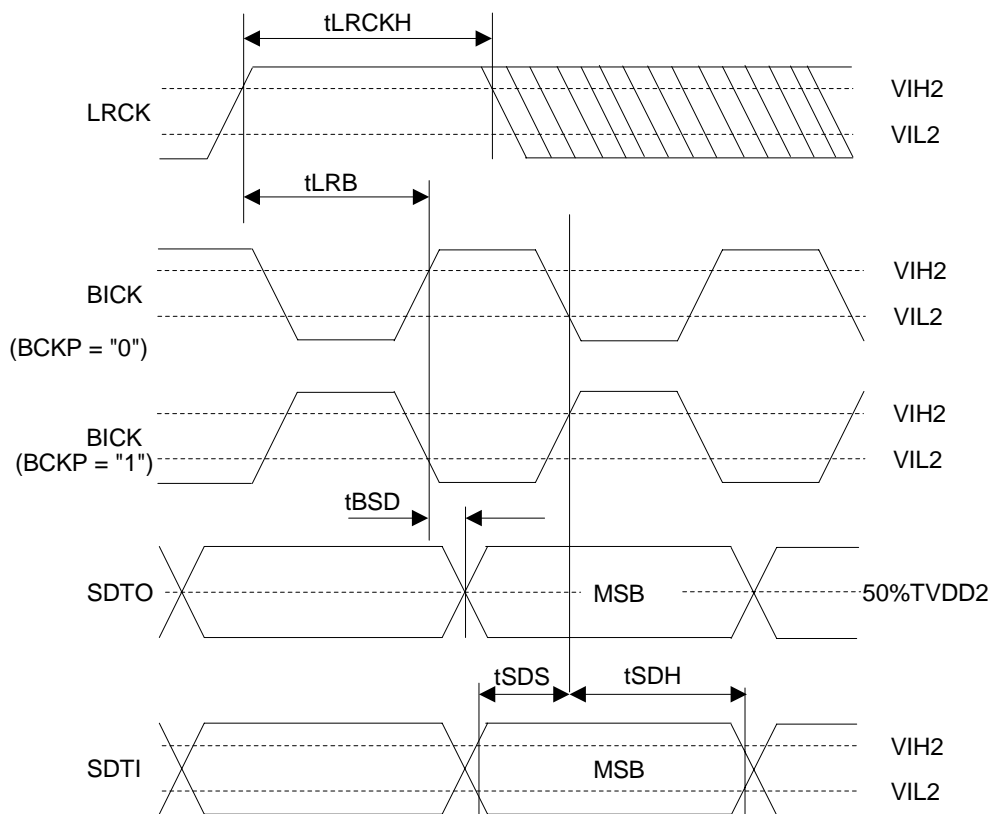 tLRCKH
LRCK
VIH2
VIL2
tLRB
BICK
(BCKP = "0")
VIH2
VIL2
BICK
(BCKP = "1")
VIH2
VIL2
tBSD
SDTO
MSB
50%TVDD2
tSDS
tSDH
SDTI
MSB
VIH2
VIL2